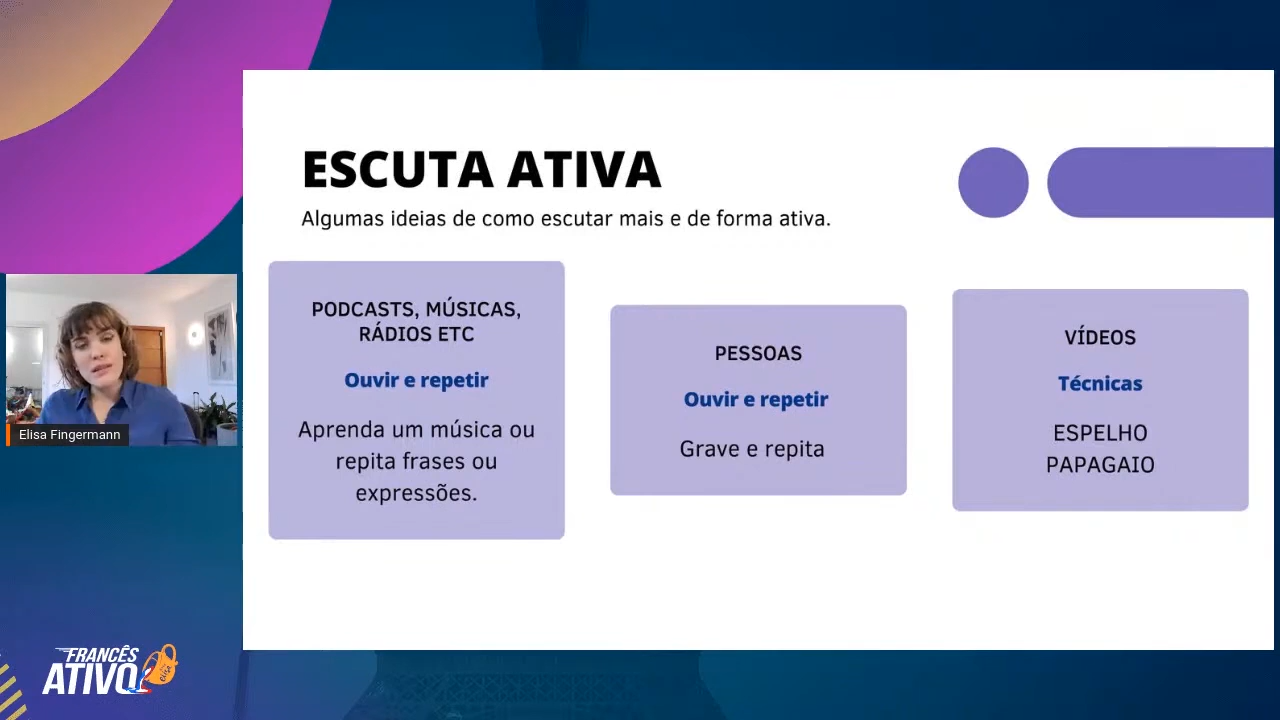 ESCUTA ATIVA
Algumas ideias de como escutar mais e de forma ativa.
PODCASTS, MÚSICAS,
RÁDIOS ETC
Ouvir e repetir
Aprenda um música ou
repita frases ou
expressões.
PESSOAS
Ouvir e repetir
Grave e repita
VÍDEOS
Técnicas
ESPELHO
PAPAGAIO
Elisa Fingermann
FRANCÊS
ATIVO